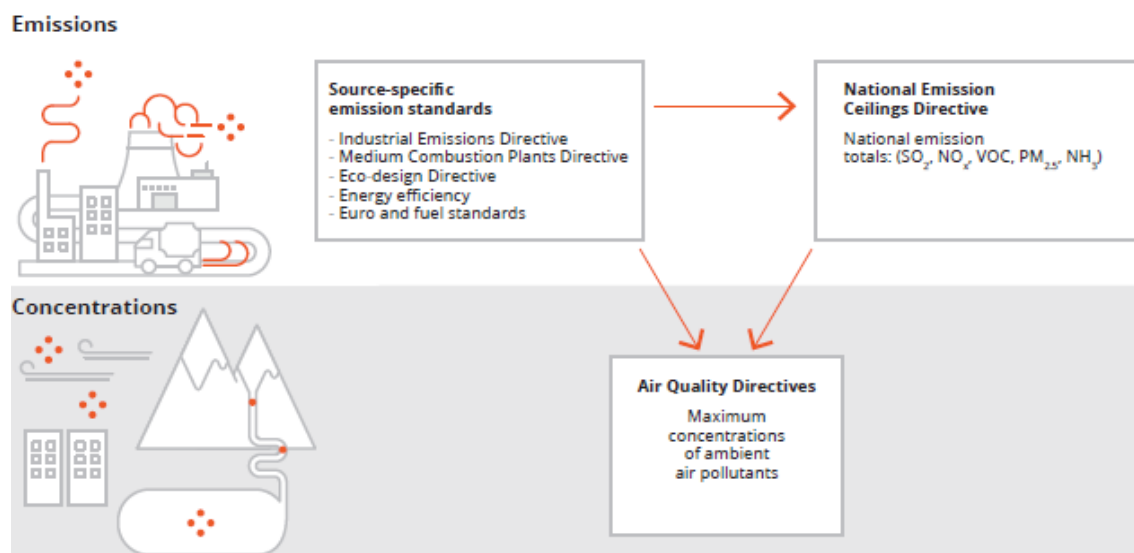 Emissions
Source-specific
emission standards
- Industrial Emissions Directive
- Medium Combustion Plants Directive
- Eco-design Directive
- Energy efficiency
- Euro and fuel standards
National Emission
Ceilings Directive
National emission
totals: (SO₂, NOₓ, VOC, PM₂.₅, NH₃)
Concentrations
Air Quality Directives
Maximum
concentrations
of ambient
air pollutants